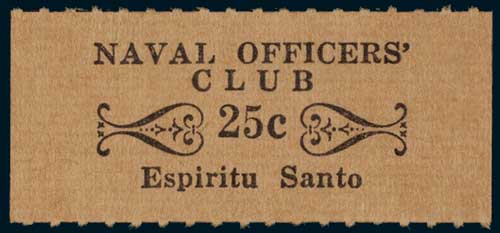 NAVAL OFFICERS'
CLUB
25c
Espiritu Santo